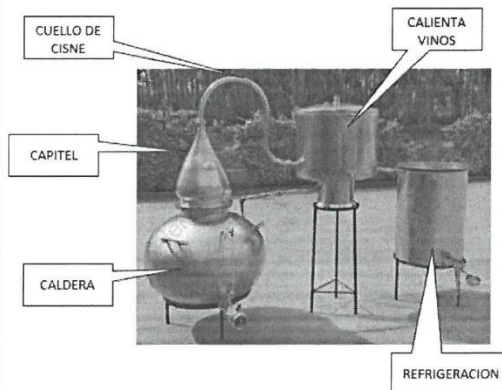 CUELLO DE
CISNE
CALIENTA
VINOS
CAPITEL
CALDERA
REFRIGERACION